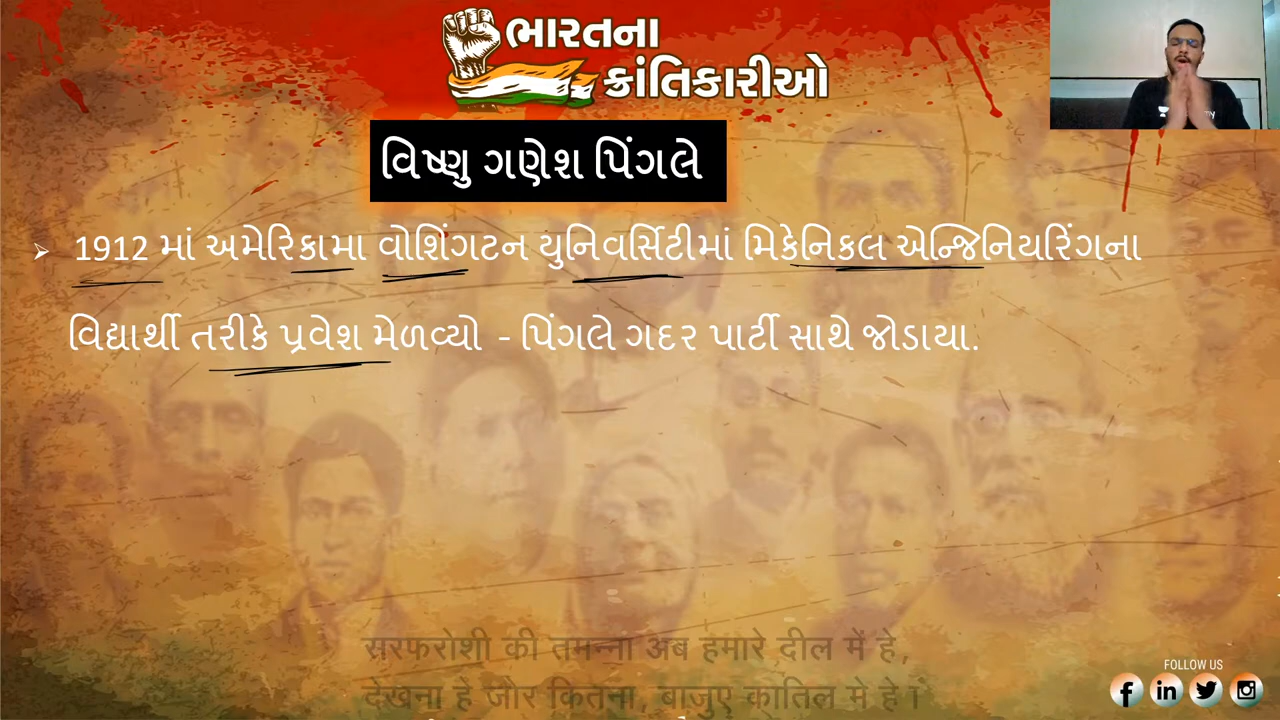 ભારતના
ક્રાંતિકારીઓ
વિષ્ણુ ગણેશ પિંગલે
➢ 1912 માં અમેરિકામા વોશિંગટન યુનિવર્સિટીમાં મિકેનિકલ એન્જિનિયરિંગના
વિદ્યાર્થી તરીકે પ્રવેશ મેળવ્યો - પિંગલે ગદર પાર્ટી સાથે જોડાયા.
सरफरोशी की तमन्ना अब हमारे दील में हे,
देखना हे जोर कितना, बाजुए कातिल मे हे।
FOLLOW US